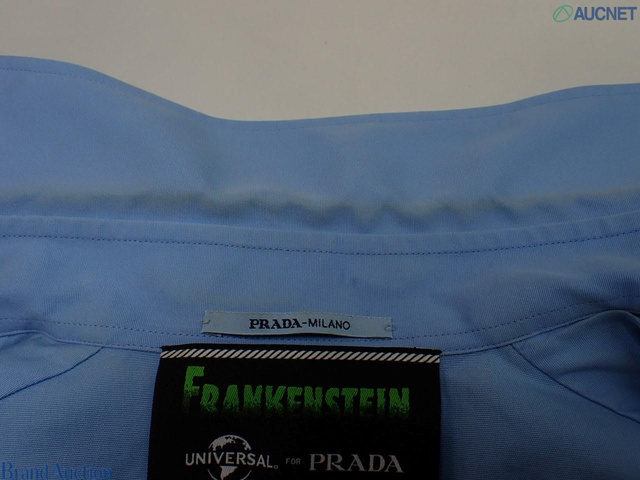 AUCNET
PRADA-MILANO
FRANKENSTEIN
UNIVERSAL FOR PRADA
Brand Auction